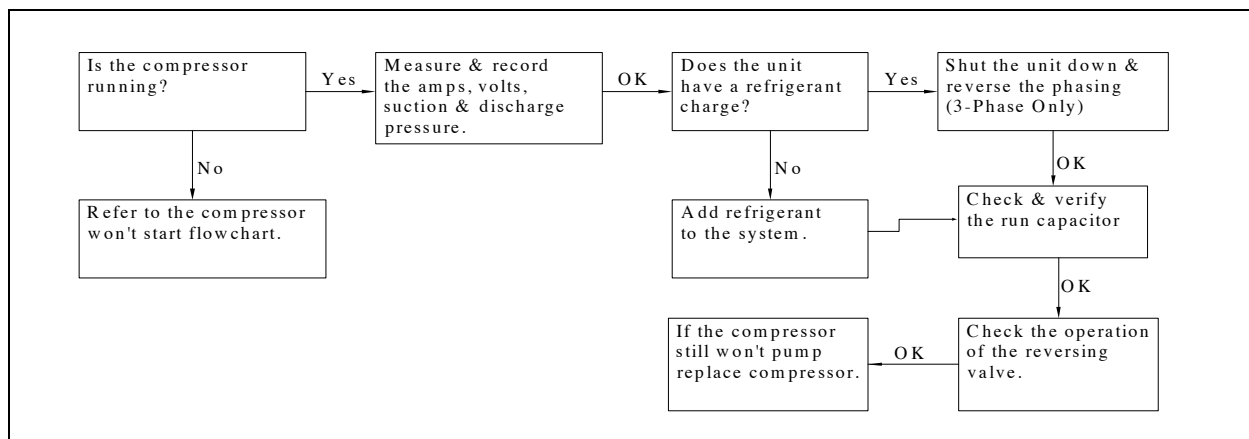 Is the compressor
running?
Yes
Measure & record
the amps, volts,
suction & discharge
pressure.
OK
Does the unit
have a refrigerant
charge?
Yes
Shut the unit down &
reverse the phasing
(3-Phase Only)
No
No
OK
Refer to the compressor
won't start flowchart.
Add refrigerant
to the system.
Check & verify
the run capacitor
OK
If the compressor
still won't pump
replace compressor.
OK
Check the operation
of the reversing
valve.